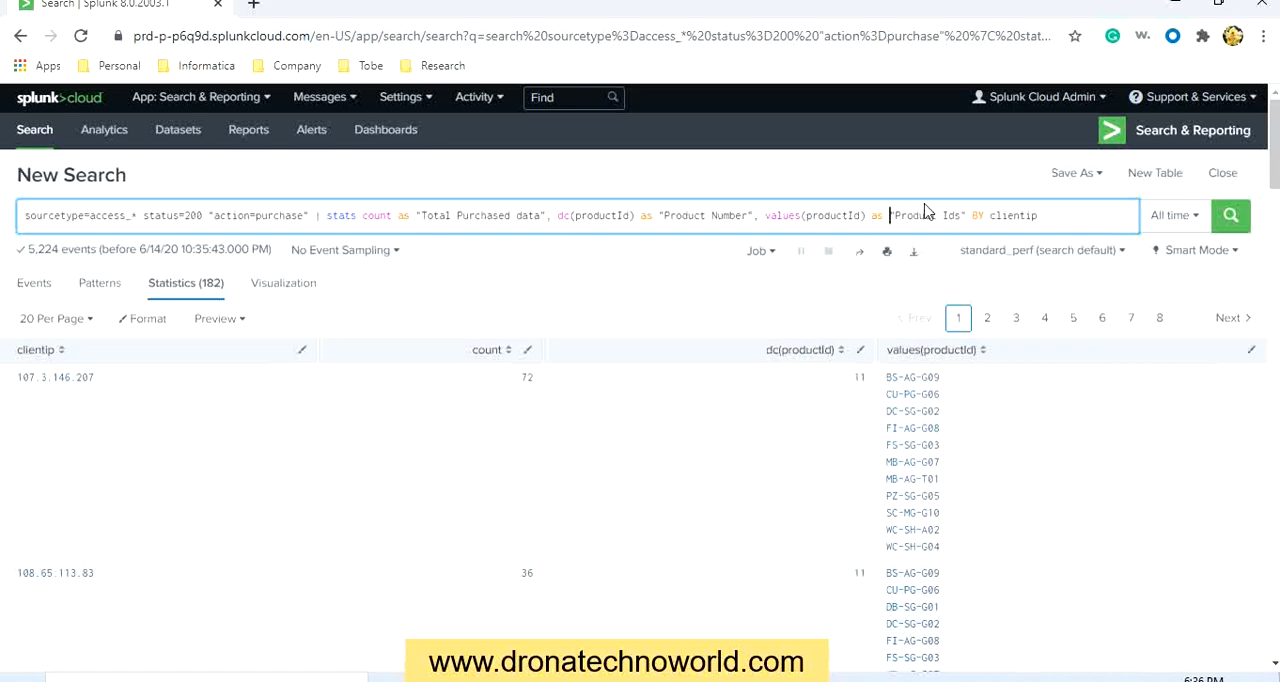 Search | Splunk 8.0.2003.1
prd-p-p6q9d.splunkcloud.com/en-US/app/search/search?q=search%20sourcetype%3Daccess_*%20status%3D200%20"action%3Dpurchase"%20%7C%20stat...
Apps Personal Informatica Company Tobe Research
splunk>cloud App: Search & Reporting Messages Settings Activity Find Splunk Cloud Admin Support & Services
Search Analytics Datasets Reports Alerts Dashboards Search & Reporting
New Search Save As New Table Close
sourcetype=access_* status=200 "action=purchase" | stats count as "Total Purchased data", dc(productId) as "Product Number", values(productId) as "Product Ids" BY clientip All time
5,224 events (before 6/14/20 10:35:43.000 PM) No Event Sampling Job standard_perf (search default) Smart Mode
Events Patterns Statistics (182) Visualization
20 Per Page Format Preview < Prev 1 2 3 4 5 6 7 8 Next >
clientip count dc(productId) values(productId)
107.3.146.207 72 11 BS-AG-G09
CU-PG-G06
DC-SG-G02
FI-AG-G08
FS-SG-G03
MB-AG-G07
MB-AG-T01
PZ-SG-G05
SC-MG-G10
WC-SH-A02
WC-SH-G04
108.65.113.83 36 11 BS-AG-G09
CU-PG-G06
DB-SG-G01
DC-SG-G02
FI-AG-G08
FS-SG-G03
www.dronatechnoworld.com
6:36 PM